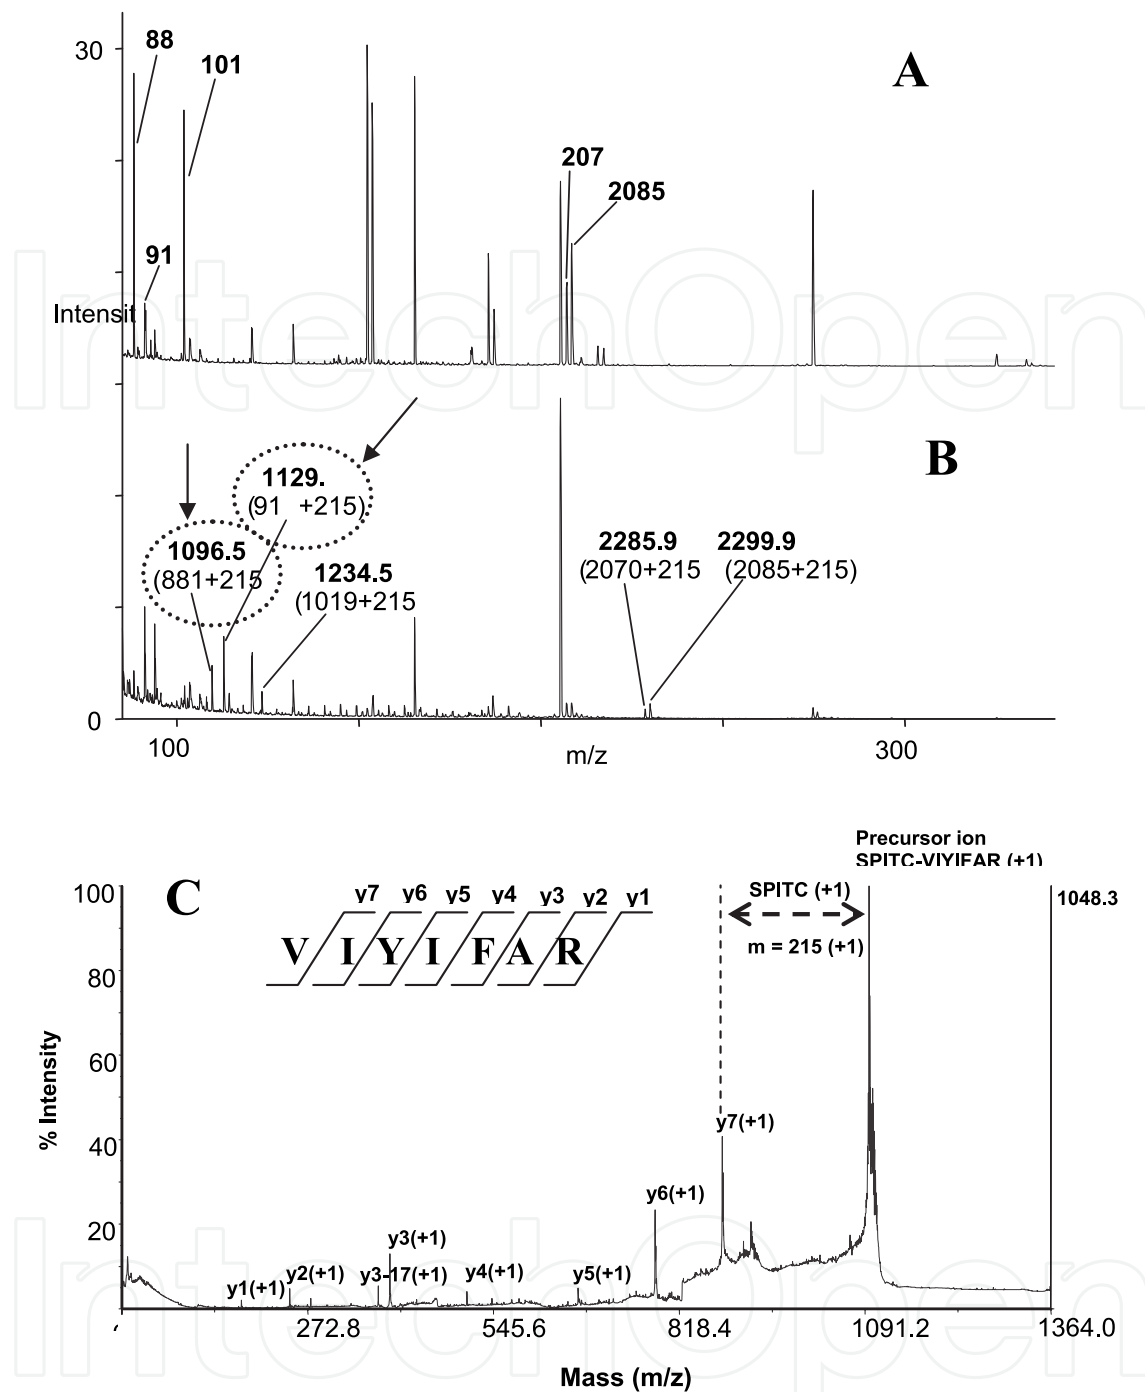 30
88
101
A
207
2085
91
Intensit
B
1129.
(91 +215)
1096.5
(881+215
1234.5
(1019+215
2285.9
(2070+215
2299.9
(2085+215)
0
100
m/z
300
Precursor ion
SPITC-VIYIFAR (+1)
C
100
80
60
40
20
% Intensity
y7 y6 y5 y4 y3 y2 y1
V I Y I F A R
SPITC (+1)
m = 215 (+1)
1048.3
y7(+1)
y6(+1)
y3(+1)
y1(+1)
y2(+1)
y3-17(+1)
y4(+1)
y5(+1)
272.8
545.6
818.4
1091.2
1364.0
Mass (m/z)
IntechOpen
IntechOpen